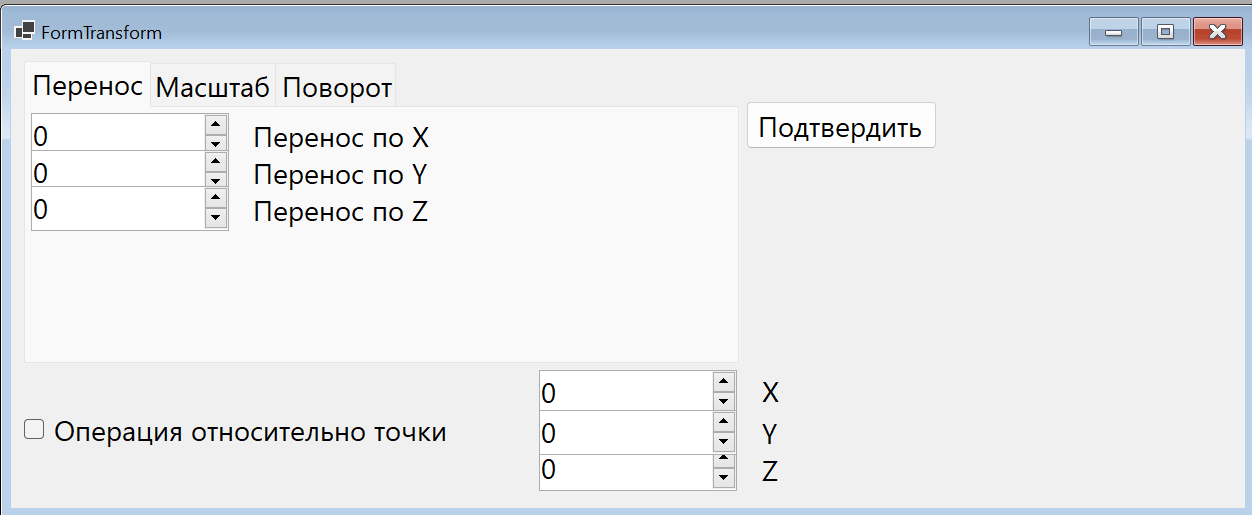 FormTransform
Перенос Масштаб Поворот
0 Перенос по X
0 Перенос по Y
0 Перенос по Z
Подтвердить
Операция относительно точки
0 X
0 Y
0 Z